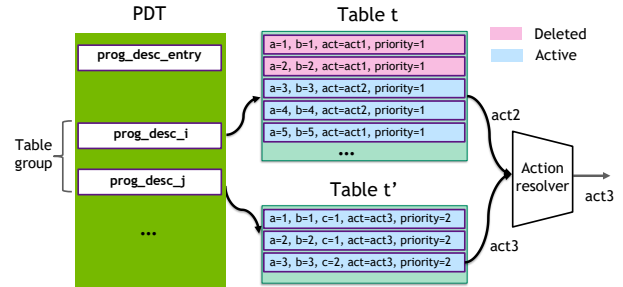 PDT
prog_desc_entry
Table
group
prog_desc_i
prog_desc_j
...
Table t
a=1, b=1, act=act1, priority=1
a=2, b=2, act=act1, priority=1
a=3, b=3, act=act2, priority=1
a=4, b=4, act=act2, priority=1
a=5, b=5, act=act1, priority=1
...
Table t’
a=1, b=1, c=1, act=act3, priority=2
a=2, b=2, c=1, act=act3, priority=2
a=3, b=3, c=2, act=act3, priority=2
Deleted
Active
act2
act3
Action
resolver
act3